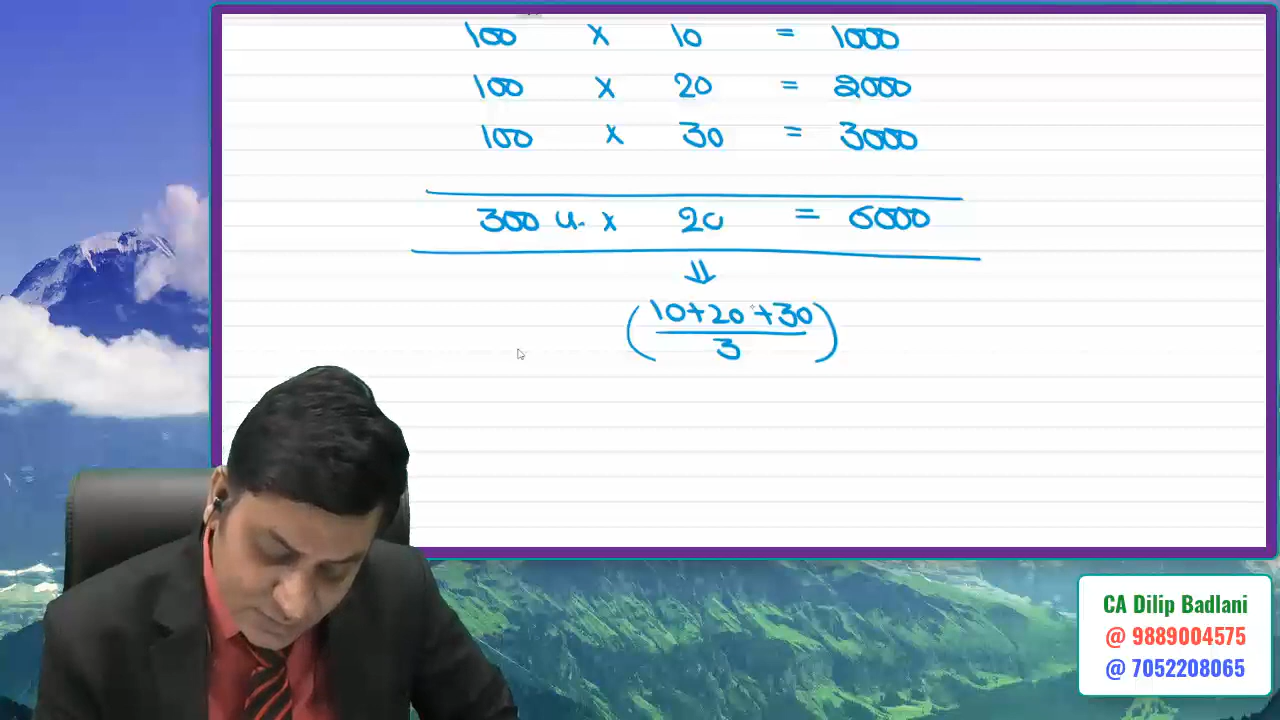 100 x 10 = 1000
100 x 20 = 2000
100 x 30 = 3000
300 u. x 20 = 6000
⇓
(10+20+30
3)
CA Dilip Badlani
@ 9889004575
@ 7052208065